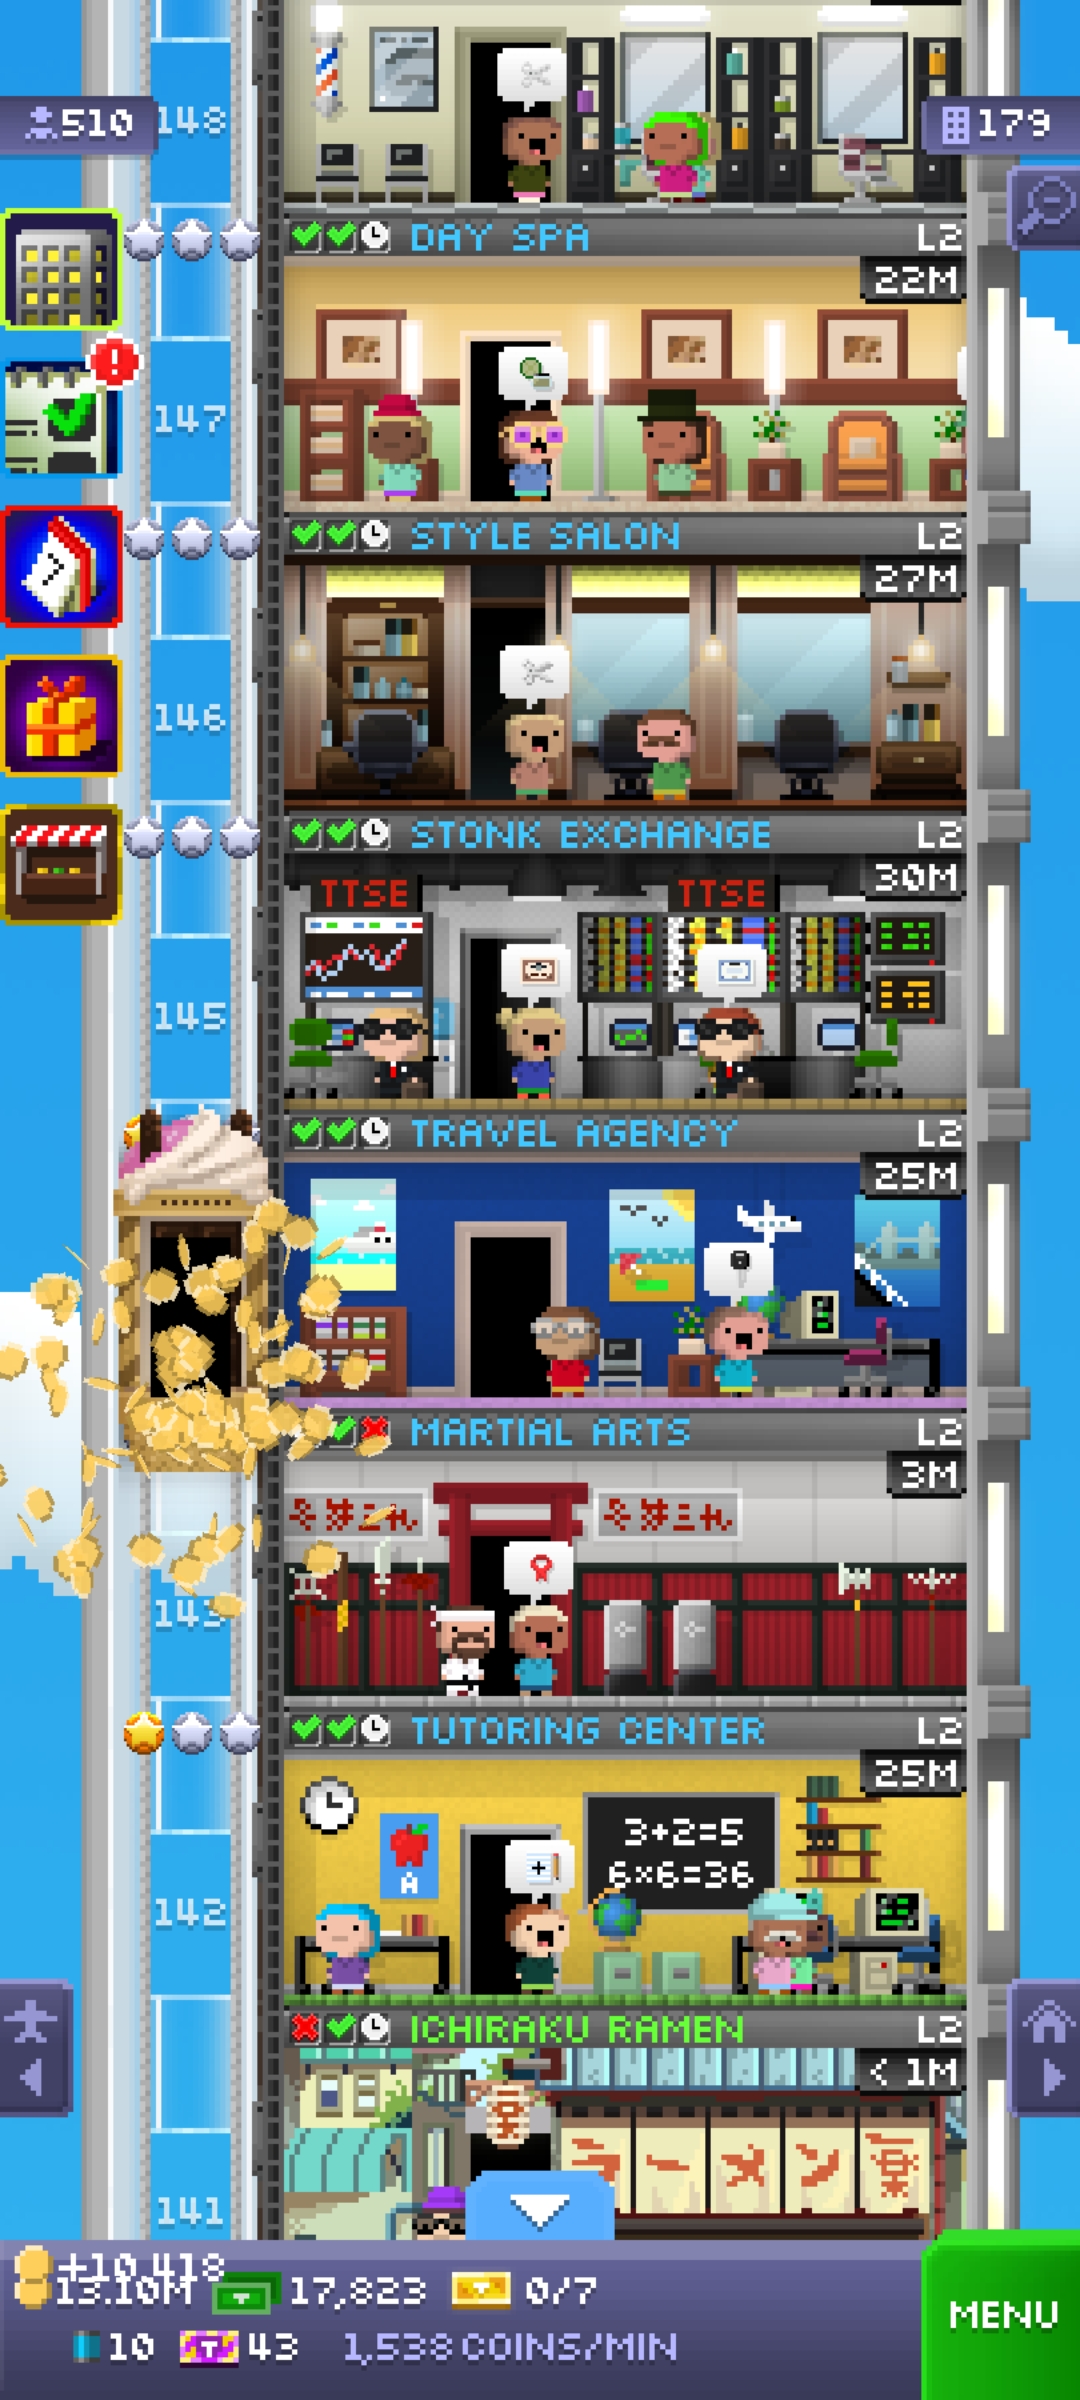 510
148
179
DAY SPA
L2
22M
147
STYLE SALON
L2
27M
146
STONK EXCHANGE
L2
30M
TTSE
TTSE
145
TRAVEL AGENCY
L2
25M
MARTIAL ARTS
L2
3M
143
TUTORING CENTER
L2
25M
3+2=5
6×6=36
A
142
ICHIRAKU RAMEN
L2
< 1M
141
+10,418
13.10M
17,823
0/7
MENU
10
T
43
1,538 COINS/MIN